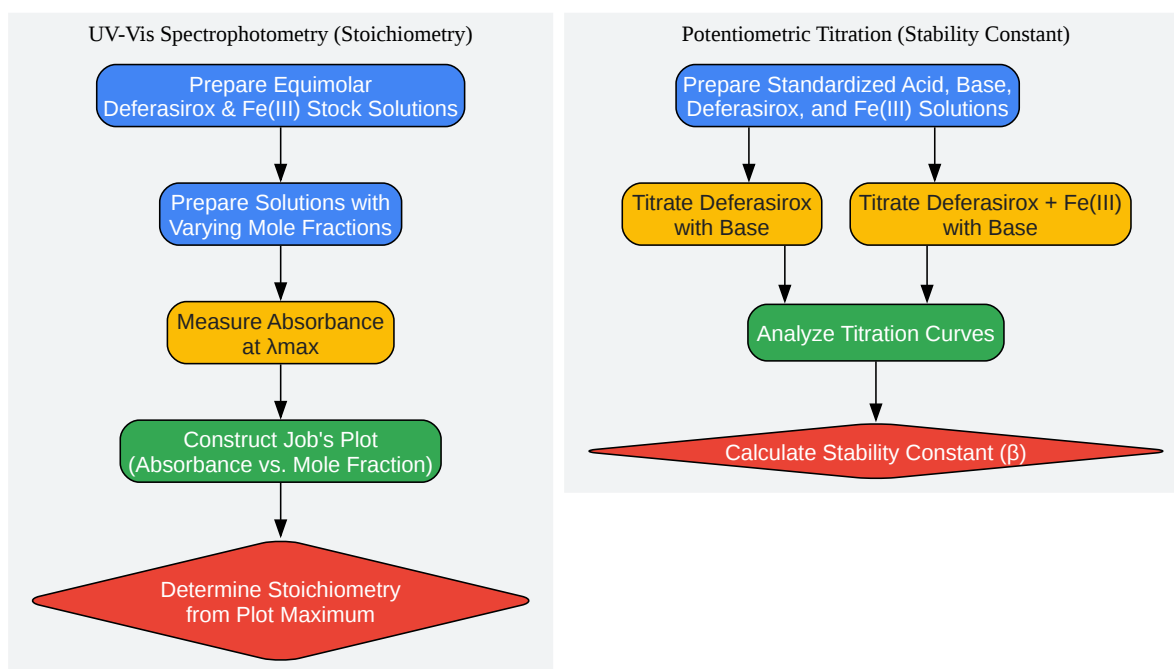 UV-Vis Spectrophotometry (Stoichiometry)
Prepare Equimolar
Deferasirox & Fe(III) Stock Solutions
Prepare Solutions with
Varying Mole Fractions
Measure Absorbance
at λmax
Construct Job's Plot
(Absorbance vs. Mole Fraction)
Determine Stoichiometry
from Plot Maximum
Potentiometric Titration (Stability Constant)
Prepare Standardized Acid, Base,
Deferasirox, and Fe(III) Solutions
Titrate Deferasirox
with Base
Titrate Deferasirox + Fe(III)
with Base
Analyze Titration Curves
Calculate Stability Constant (β)